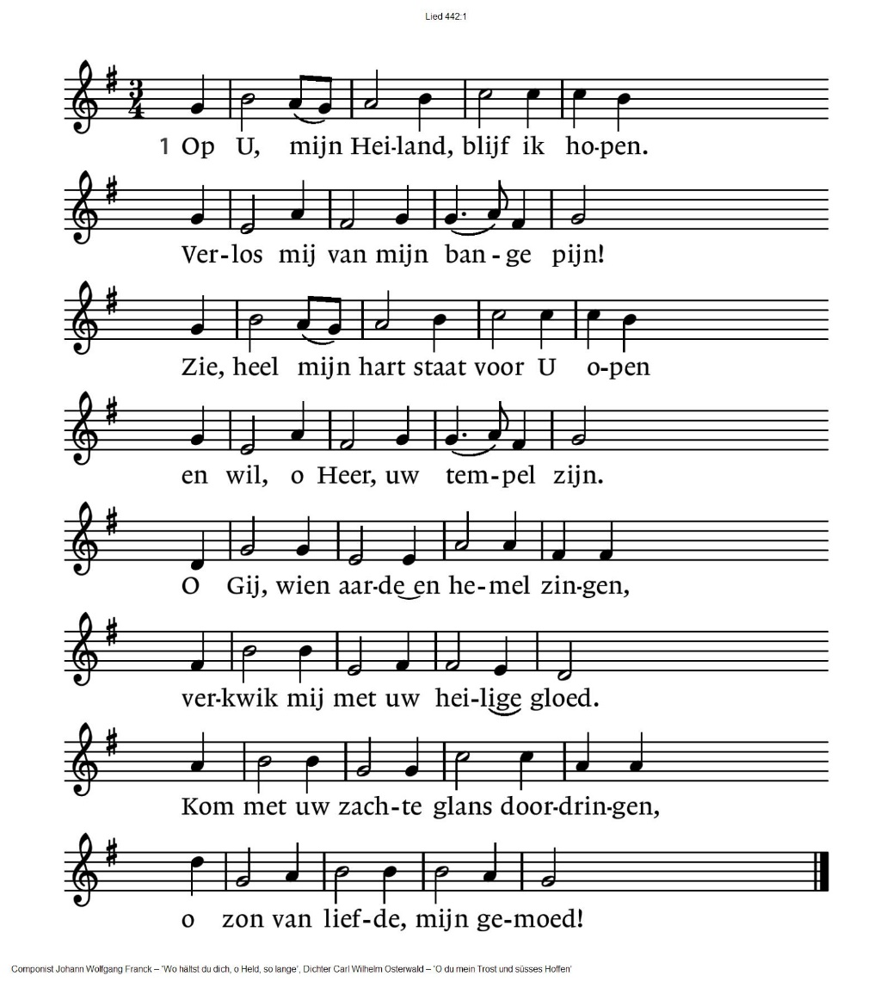 Lied 442:1
1 Op U, mijn Hei-land, blijf ik ho-pen.
Ver-los mij van mijn ban-ge pijn!
Zie, heel mijn hart staat voor U o-pen
en wil, o Heer, uw tem-pel zijn.
O Gij, wien aar-de en he-mel zin-gen,
ver-kwik mij met uw hei-lige gloed.
Kom met uw zach-te glans door-drin-gen,
o zon van lief-de, mijn ge-moed!
Componist Johann Wolfgang Franck – 'Wo hältst du dich, o Held, so lange', Dichter Carl Wilhelm Osterwald – 'O du mein Trost und süsses Hoffen'